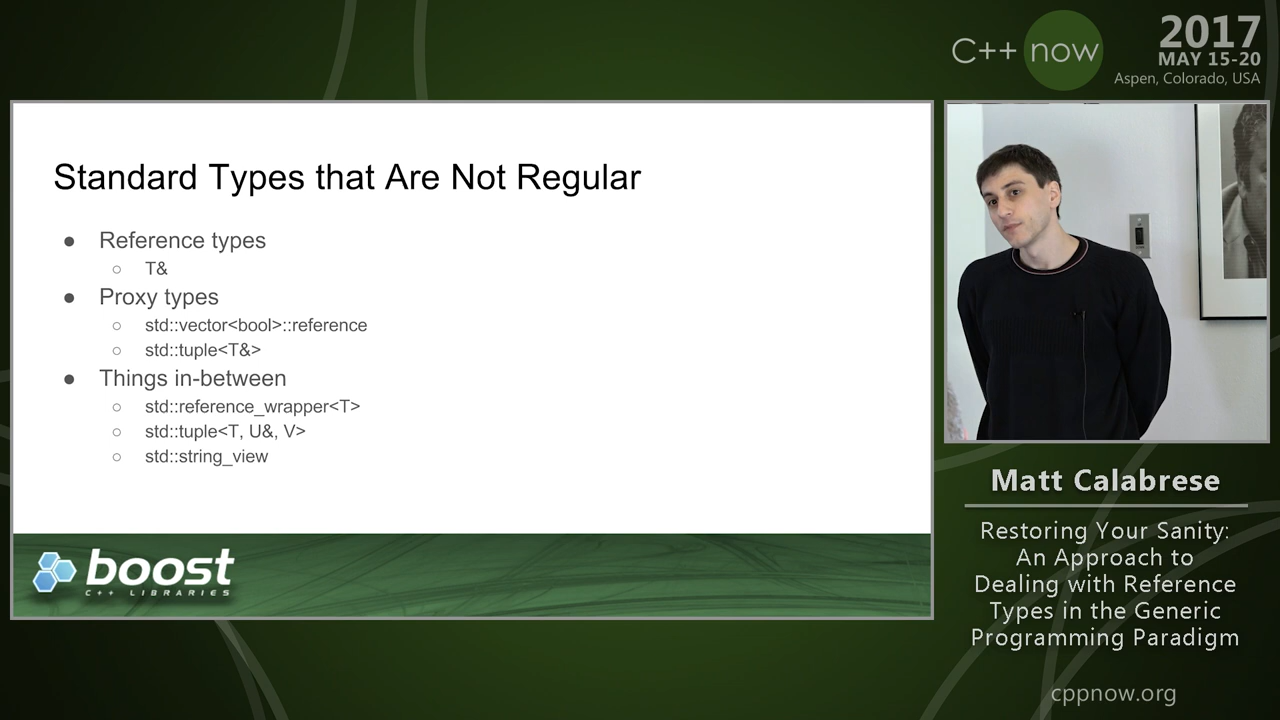 C++ now
2017
MAY 15-20
Aspen, Colorado, USA
Standard Types that Are Not Regular
● Reference types
○ T&
● Proxy types
○ std::vector<bool>::reference
○ std::tuple<T&>
● Things in-between
○ std::reference_wrapper<T>
○ std::tuple<T, U&, V>
○ std::string_view
boost
C++ LIBRARIES
Matt Calabrese
Restoring Your Sanity:
An Approach to
Dealing with Reference
Types in the Generic
Programming Paradigm
cppnow.org